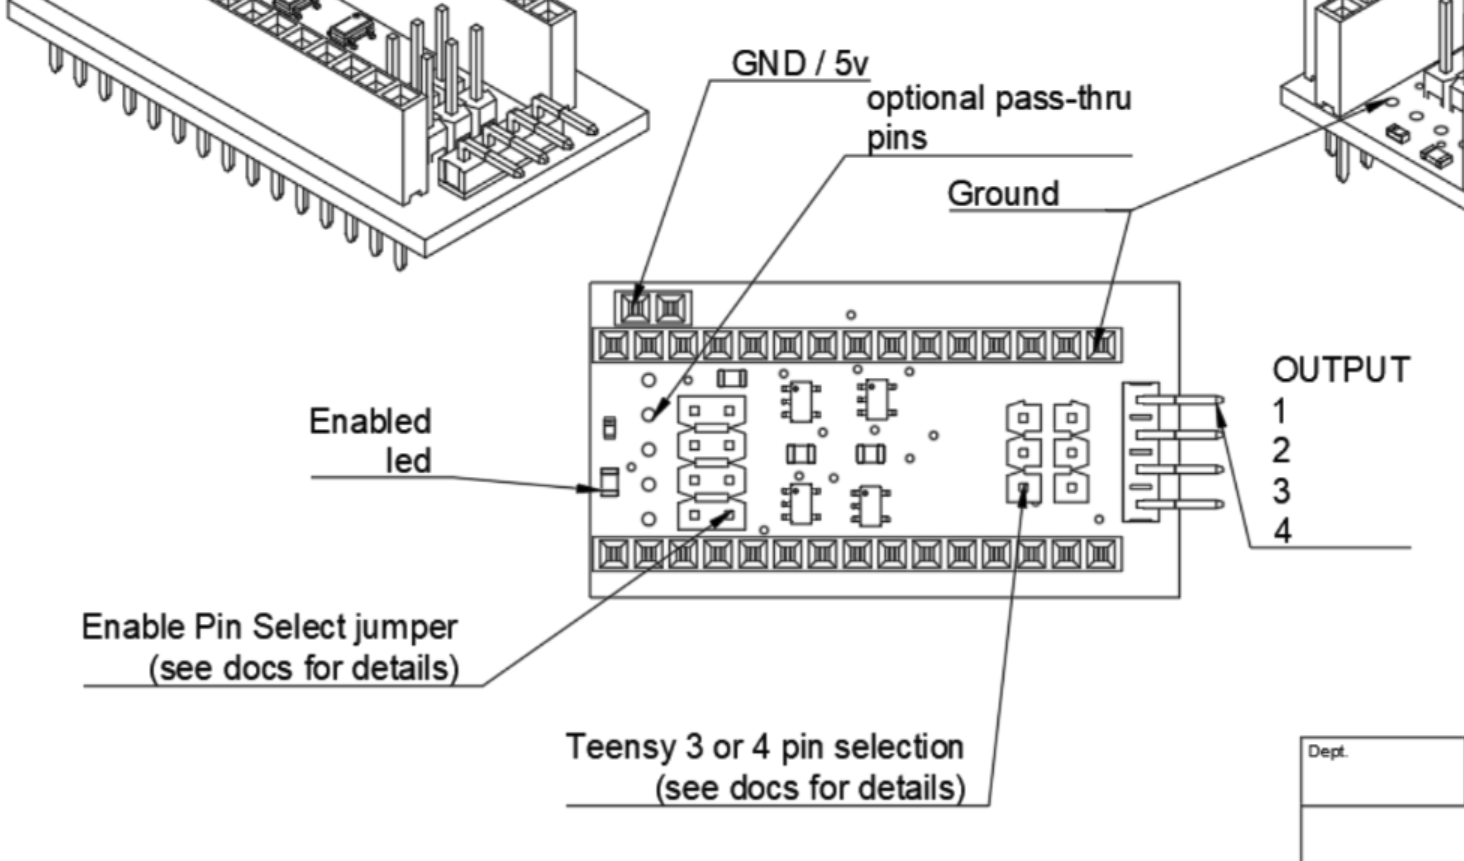 GND / 5v
optional pass-thru
pins
Ground
Enabled
led
OUTPUT
1
2
3
4
Enable Pin Select jumper
(see docs for details)
Teensy 3 or 4 pin selection
(see docs for details)
Dept.